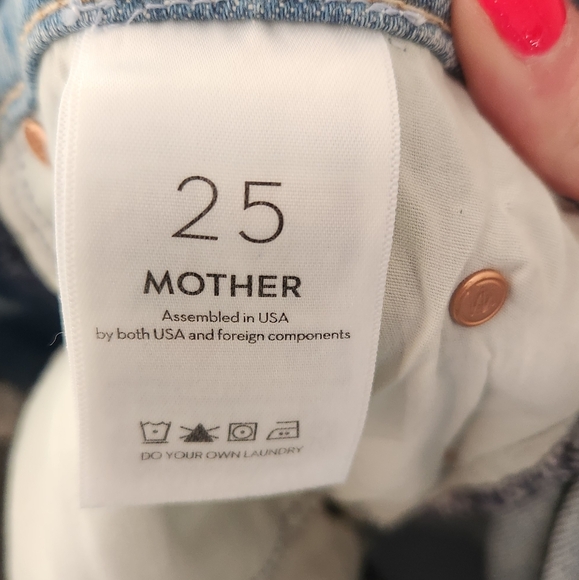 25
MOTHER
Assembled in USA
by both USA and foreign components
DO YOUR OWN LAUNDRY